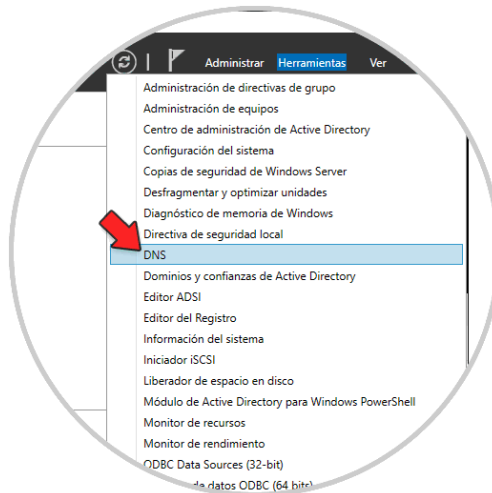 Administrar Herramientas Ver
Administración de directivas de grupo
Administración de equipos
Centro de administración de Active Directory
Configuración del sistema
Copias de seguridad de Windows Server
Desfragmentar y optimizar unidades
Diagnóstico de memoria de Windows
Directiva de seguridad local
DNS
Dominios y confianzas de Active Directory
Editor ADSI
Editor del Registro
Información del sistema
Iniciador iSCSI
Liberador de espacio en disco
Módulo de Active Directory para Windows PowerShell
Monitor de recursos
Monitor de rendimiento
ODBC Data Sources (32-bit)
datos ODBC (64 bits)